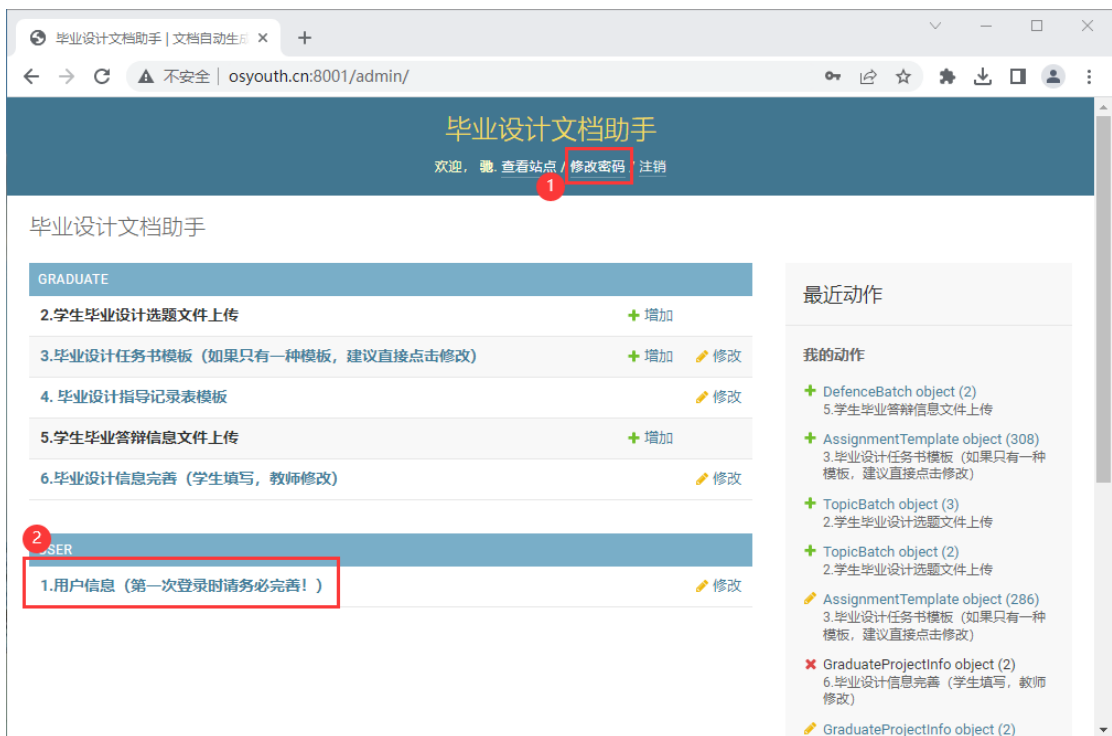 毕业设计文档助手 | 文档自动生成
不安全 | osyouth.cn:8001/admin/
毕业设计文档助手
欢迎， 驰. 查看站点 / 修改密码 / 注销
1
毕业设计文档助手
GRADUATE
2.学生毕业设计选题文件上传 增加
3.毕业设计任务书模板（如果只有一种模板，建议直接点击修改） 增加 修改
4. 毕业设计指导记录表模板 修改
5.学生毕业答辩信息文件上传 增加
6.毕业设计信息完善（学生填写，教师修改） 修改
2
USER
1.用户信息（第一次登录时请务必完善！） 修改
最近动作
我的动作
DefenceBatch object (2)
5.学生毕业答辩信息文件上传
AssignmentTemplate object (308)
3.毕业设计任务书模板（如果只有一种
模板，建议直接点击修改）
TopicBatch object (3)
2.学生毕业设计选题文件上传
TopicBatch object (2)
2.学生毕业设计选题文件上传
AssignmentTemplate object (286)
3.毕业设计任务书模板（如果只有一种
模板，建议直接点击修改）
GraduateProjectInfo object (2)
6.毕业设计信息完善（学生填写，教师
修改）
GraduateProjectInfo object (2)